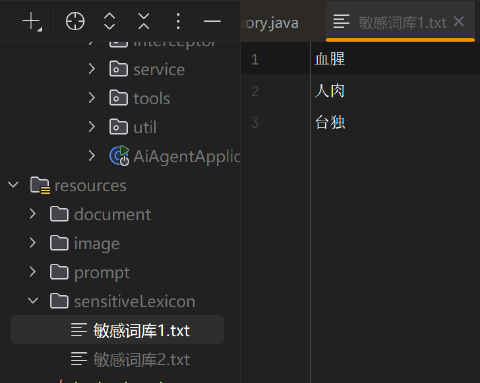 ory.java
敏感词库1.txt
interceptor
service
tools
util
AiAgentApplic
resources
document
image
prompt
sensitiveLexicon
敏感词库1.txt
敏感词库2.txt
1 血腥
2 人肉
3 台独